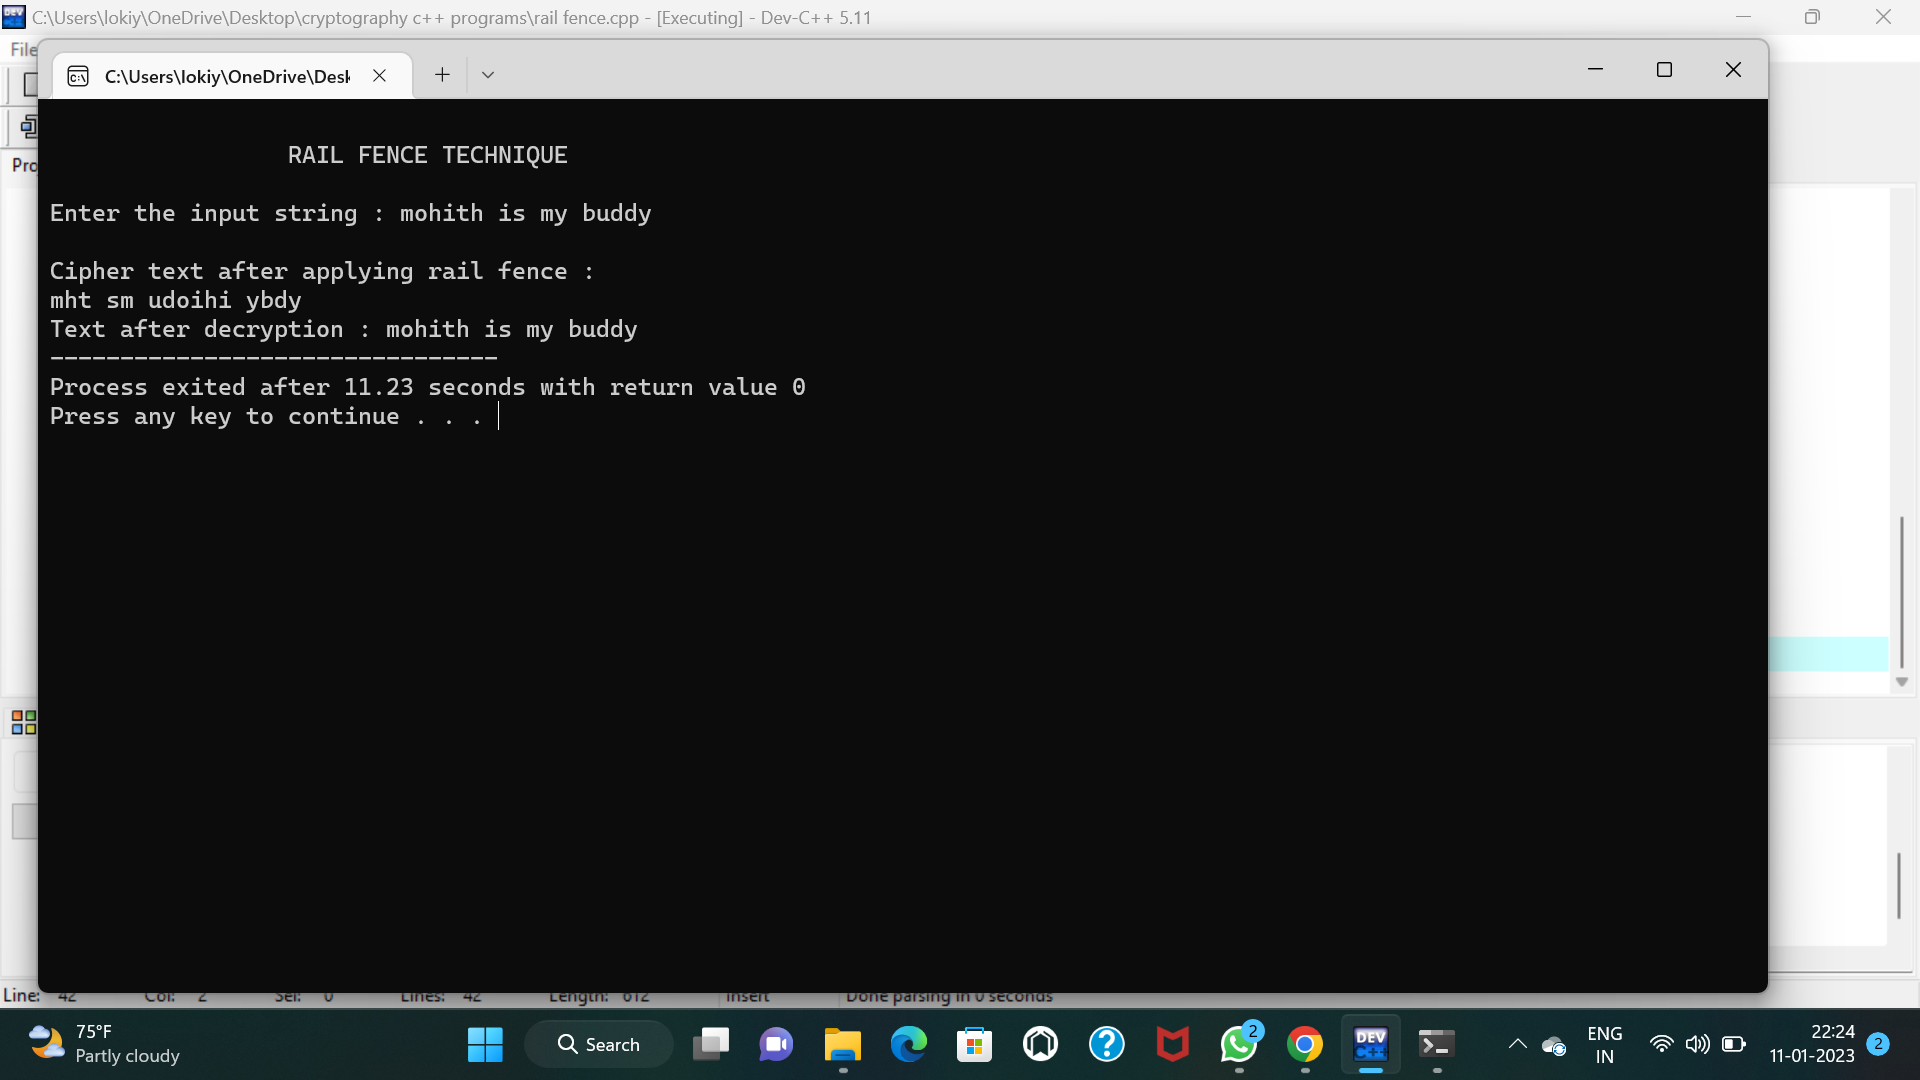 C:\Users\lokiy\OneDrive\Desktop\cryptography c++ programs\rail fence.cpp - [Executing] - Dev-C++ 5.11
File
C:\Users\lokiy\OneDrive\Desk
RAIL FENCE TECHNIQUE
Enter the input string : mohith is my buddy
Cipher text after applying rail fence :
mht sm udoihi ybdy
Text after decryption : mohith is my buddy
--------------------------------
Process exited after 11.23 seconds with return value 0
Press any key to continue . . .
Pro
Line: 42 Col: 2 Sel: 0 Lines: 42 Length: 612 Insert Done parsing in 0 seconds
75°F
Partly cloudy
Search
2
DEV C++
ENG
IN
22:24
11-01-2023
2